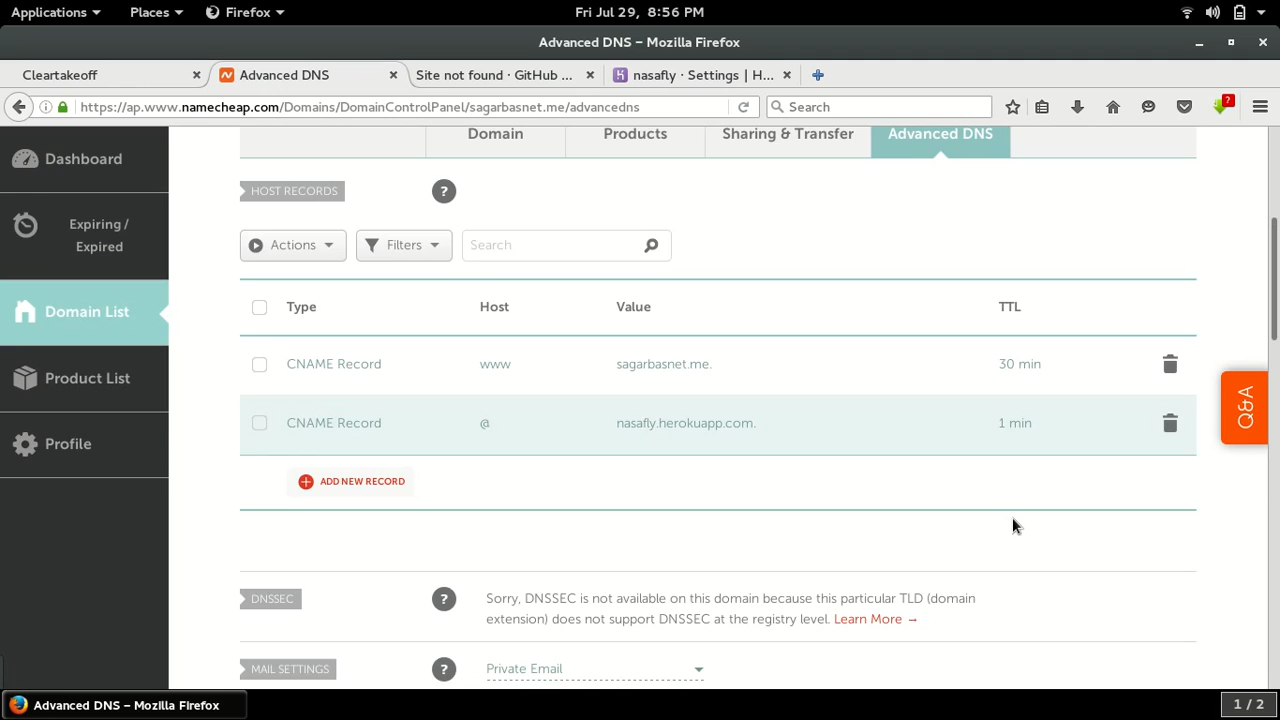 Applications Places Firefox Fri Jul 29, 8:56 PM
Advanced DNS – Mozilla Firefox
Cleartakeoff Advanced DNS Site not found · GitHub ... nasafly · Settings | H...
https://ap.www.namecheap.com/Domains/DomainControlPanel/sagarbasnet.me/advancedns Search ?
Dashboard
Expiring /
Expired
Domain List
Product List
Profile
Domain Products Sharing & Transfer Advanced DNS
HOST RECORDS ?
Actions Filters Search
Type Host Value TTL
CNAME Record www sagarbasnet.me. 30 min
CNAME Record @ nasafly.herokuapp.com. 1 min
ADD NEW RECORD
Q&A
DNSSEC ? Sorry, DNSSEC is not available on this domain because this particular TLD (domain
extension) does not support DNSSEC at the registry level. Learn More →
MAIL SETTINGS ? Private Email
Advanced DNS – Mozilla Firefox 1 / 2